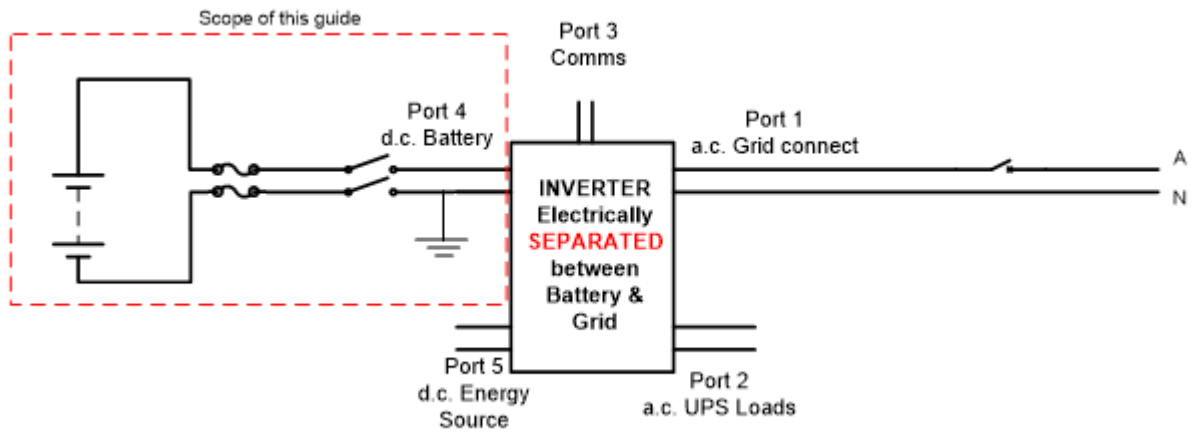 Scope of this guide
Port 3
Comms
Port 4
d.c. Battery
Port 1
a.c. Grid connect
A
N
INVERTER
Electrically
SEPARATED
between
Battery &
Grid
Port 5
d.c. Energy
Source
Port 2
a.c. UPS Loads